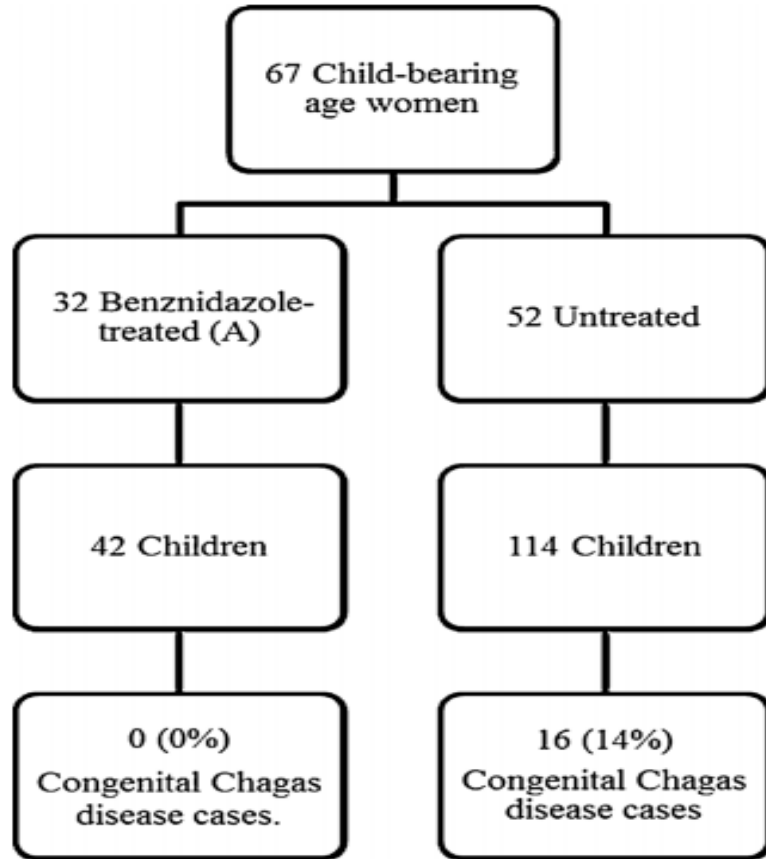 67 Child-bearing
age women
32 Benznidazole-
treated (A)
52 Untreated
42 Children
114 Children
0 (0%)
Congenital Chagas
disease cases.
16 (14%)
Congenital Chagas
disease cases